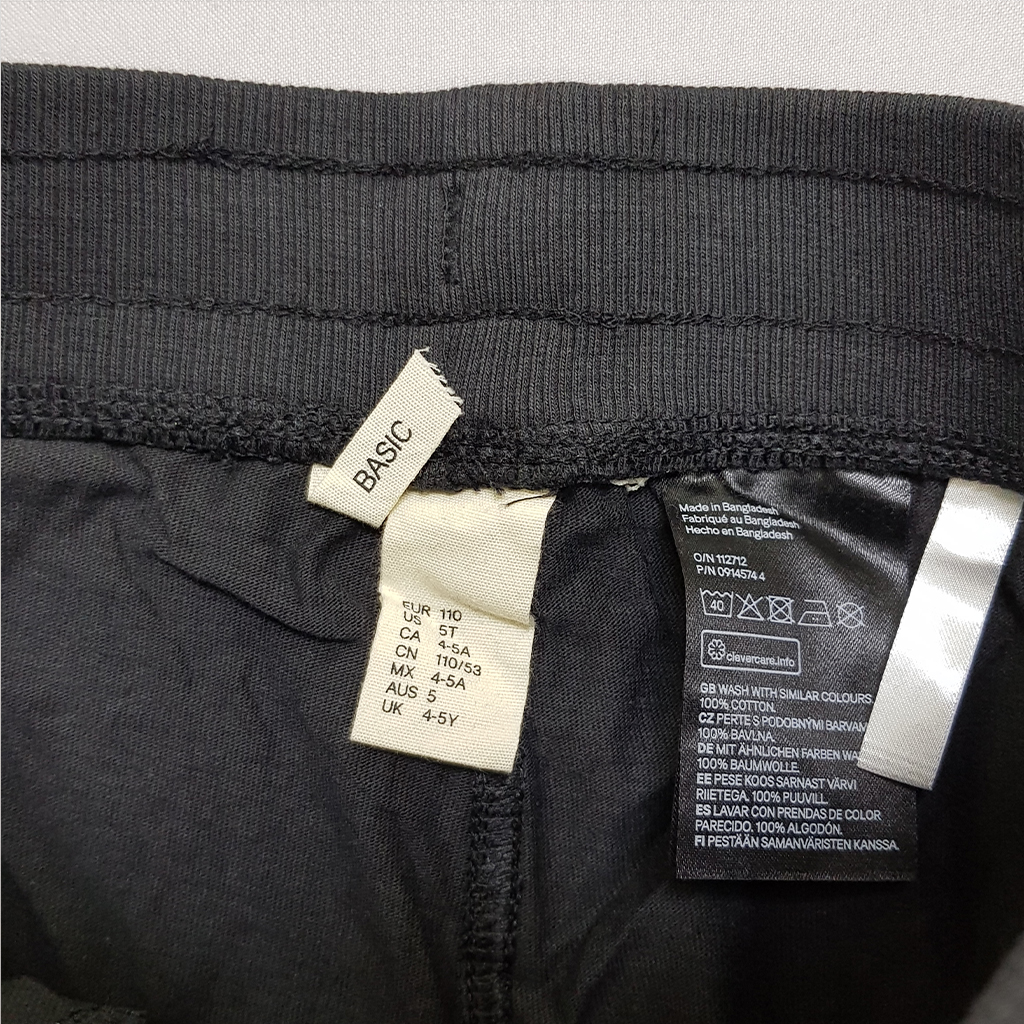 BASIC
EUR 110
US 5T
CA 4-5A
CN 110/53
MX 4-5A
AUS 5
UK 4-5Y
Made in Bangladesh
Fabriqué au Bangladesh
Hecho en Bangladesh
O/N 112712
P/N 0914574 4
40
clevercare.info
GB WASH WITH SIMILAR COLOURS
100% COTTON.
CZ PERTE S PODOBNÝMI BARVAM
100% BAVLNA.
DE MIT ÄHNLICHEN FARBEN WA
100% BAUMWOLLE.
EE PESE KOOS SARNAST VÄRVI
RIIETEGA. 100% PUUVILL.
ES LAVAR CON PRENDAS DE COLOR
PARECIDO. 100% ALGODÓN.
FI PESTÄÄN SAMANVÄRISTEN KANSSA.